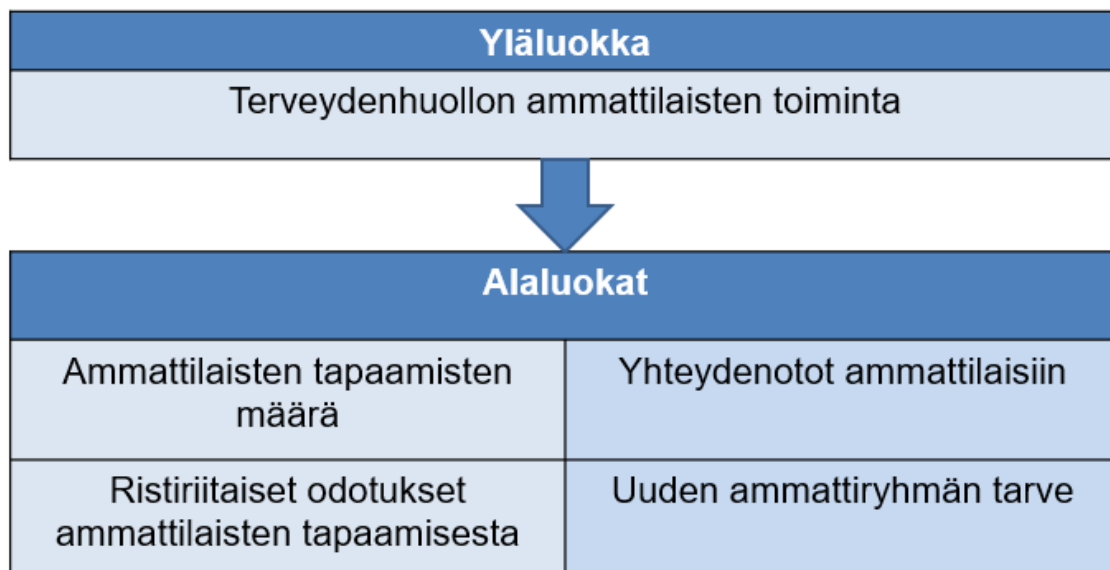 Yläluokka
Terveydenhuollon ammattilaisten toiminta
Alaluokat
Ammattilaisten tapaamisten
määrä
Yhteydenotot ammattilaisiin
Ristiriitaiset odotukset
ammattilaisten tapaamisesta
Uuden ammattiryhmän tarve